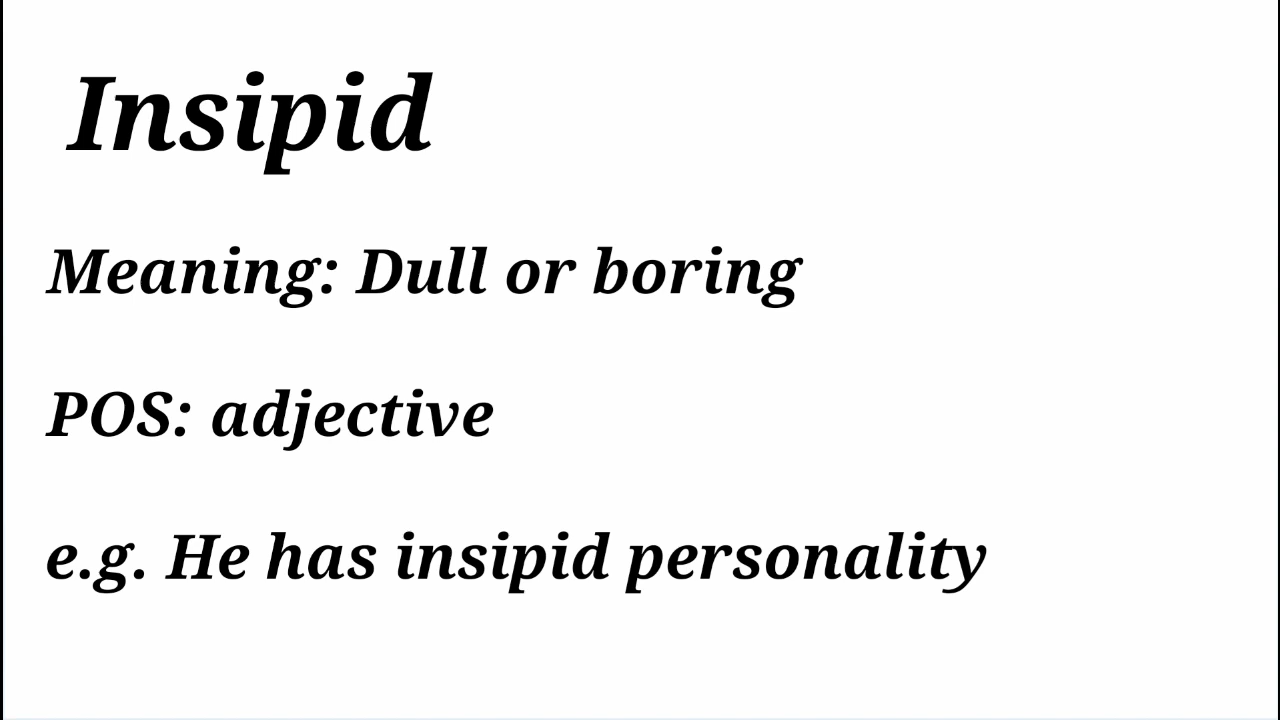 Insipid
Meaning: Dull or boring
POS: adjective
e.g. He has insipid personality